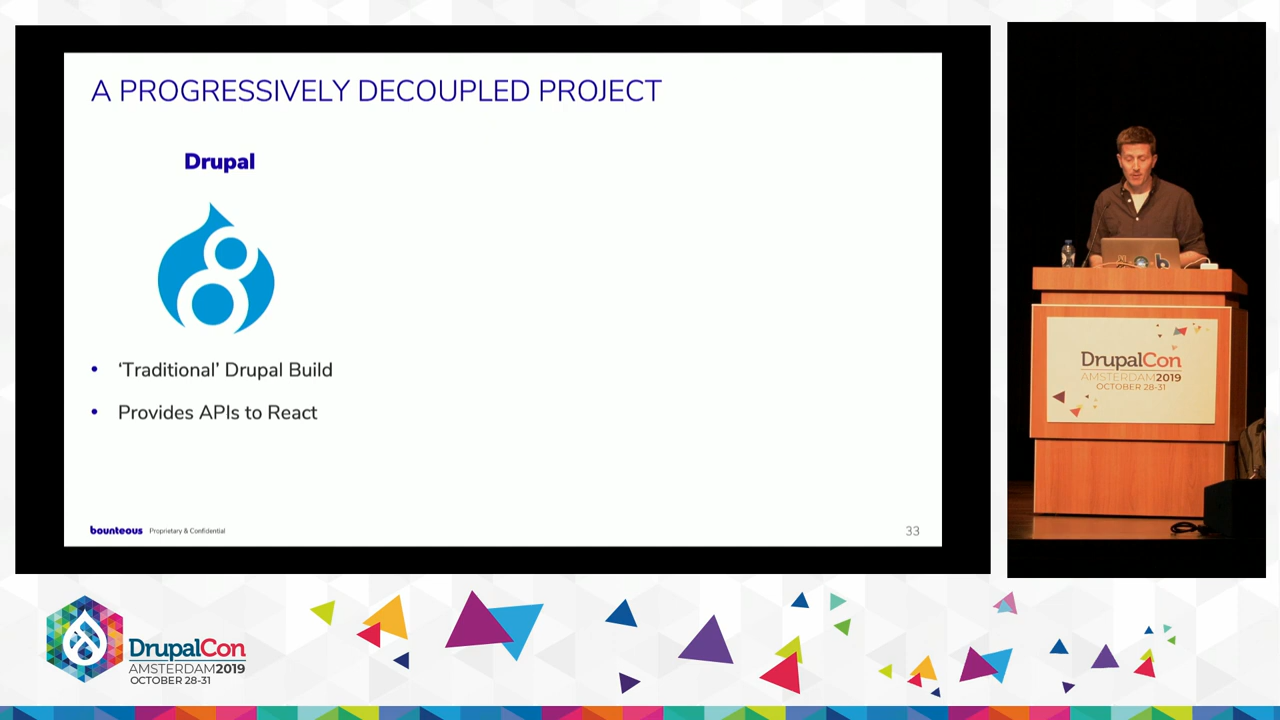 A PROGRESSIVELY DECOUPLED PROJECT
Drupal
• ‘Traditional’ Drupal Build
• Provides APIs to React
bounteous Proprietary & Confidential
33
DrupalCon
AMSTERDAM2019
OCTOBER 28-31
DrupalCon
AMSTERDAM2019
OCTOBER 28-31